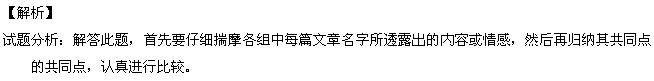 【解析】
试题分析：解答此题，首先要仔细揣摩各组中每篇文章名字所透露出的内容或情感，然后再归纳其共同点
的共同点，认真进行比较。